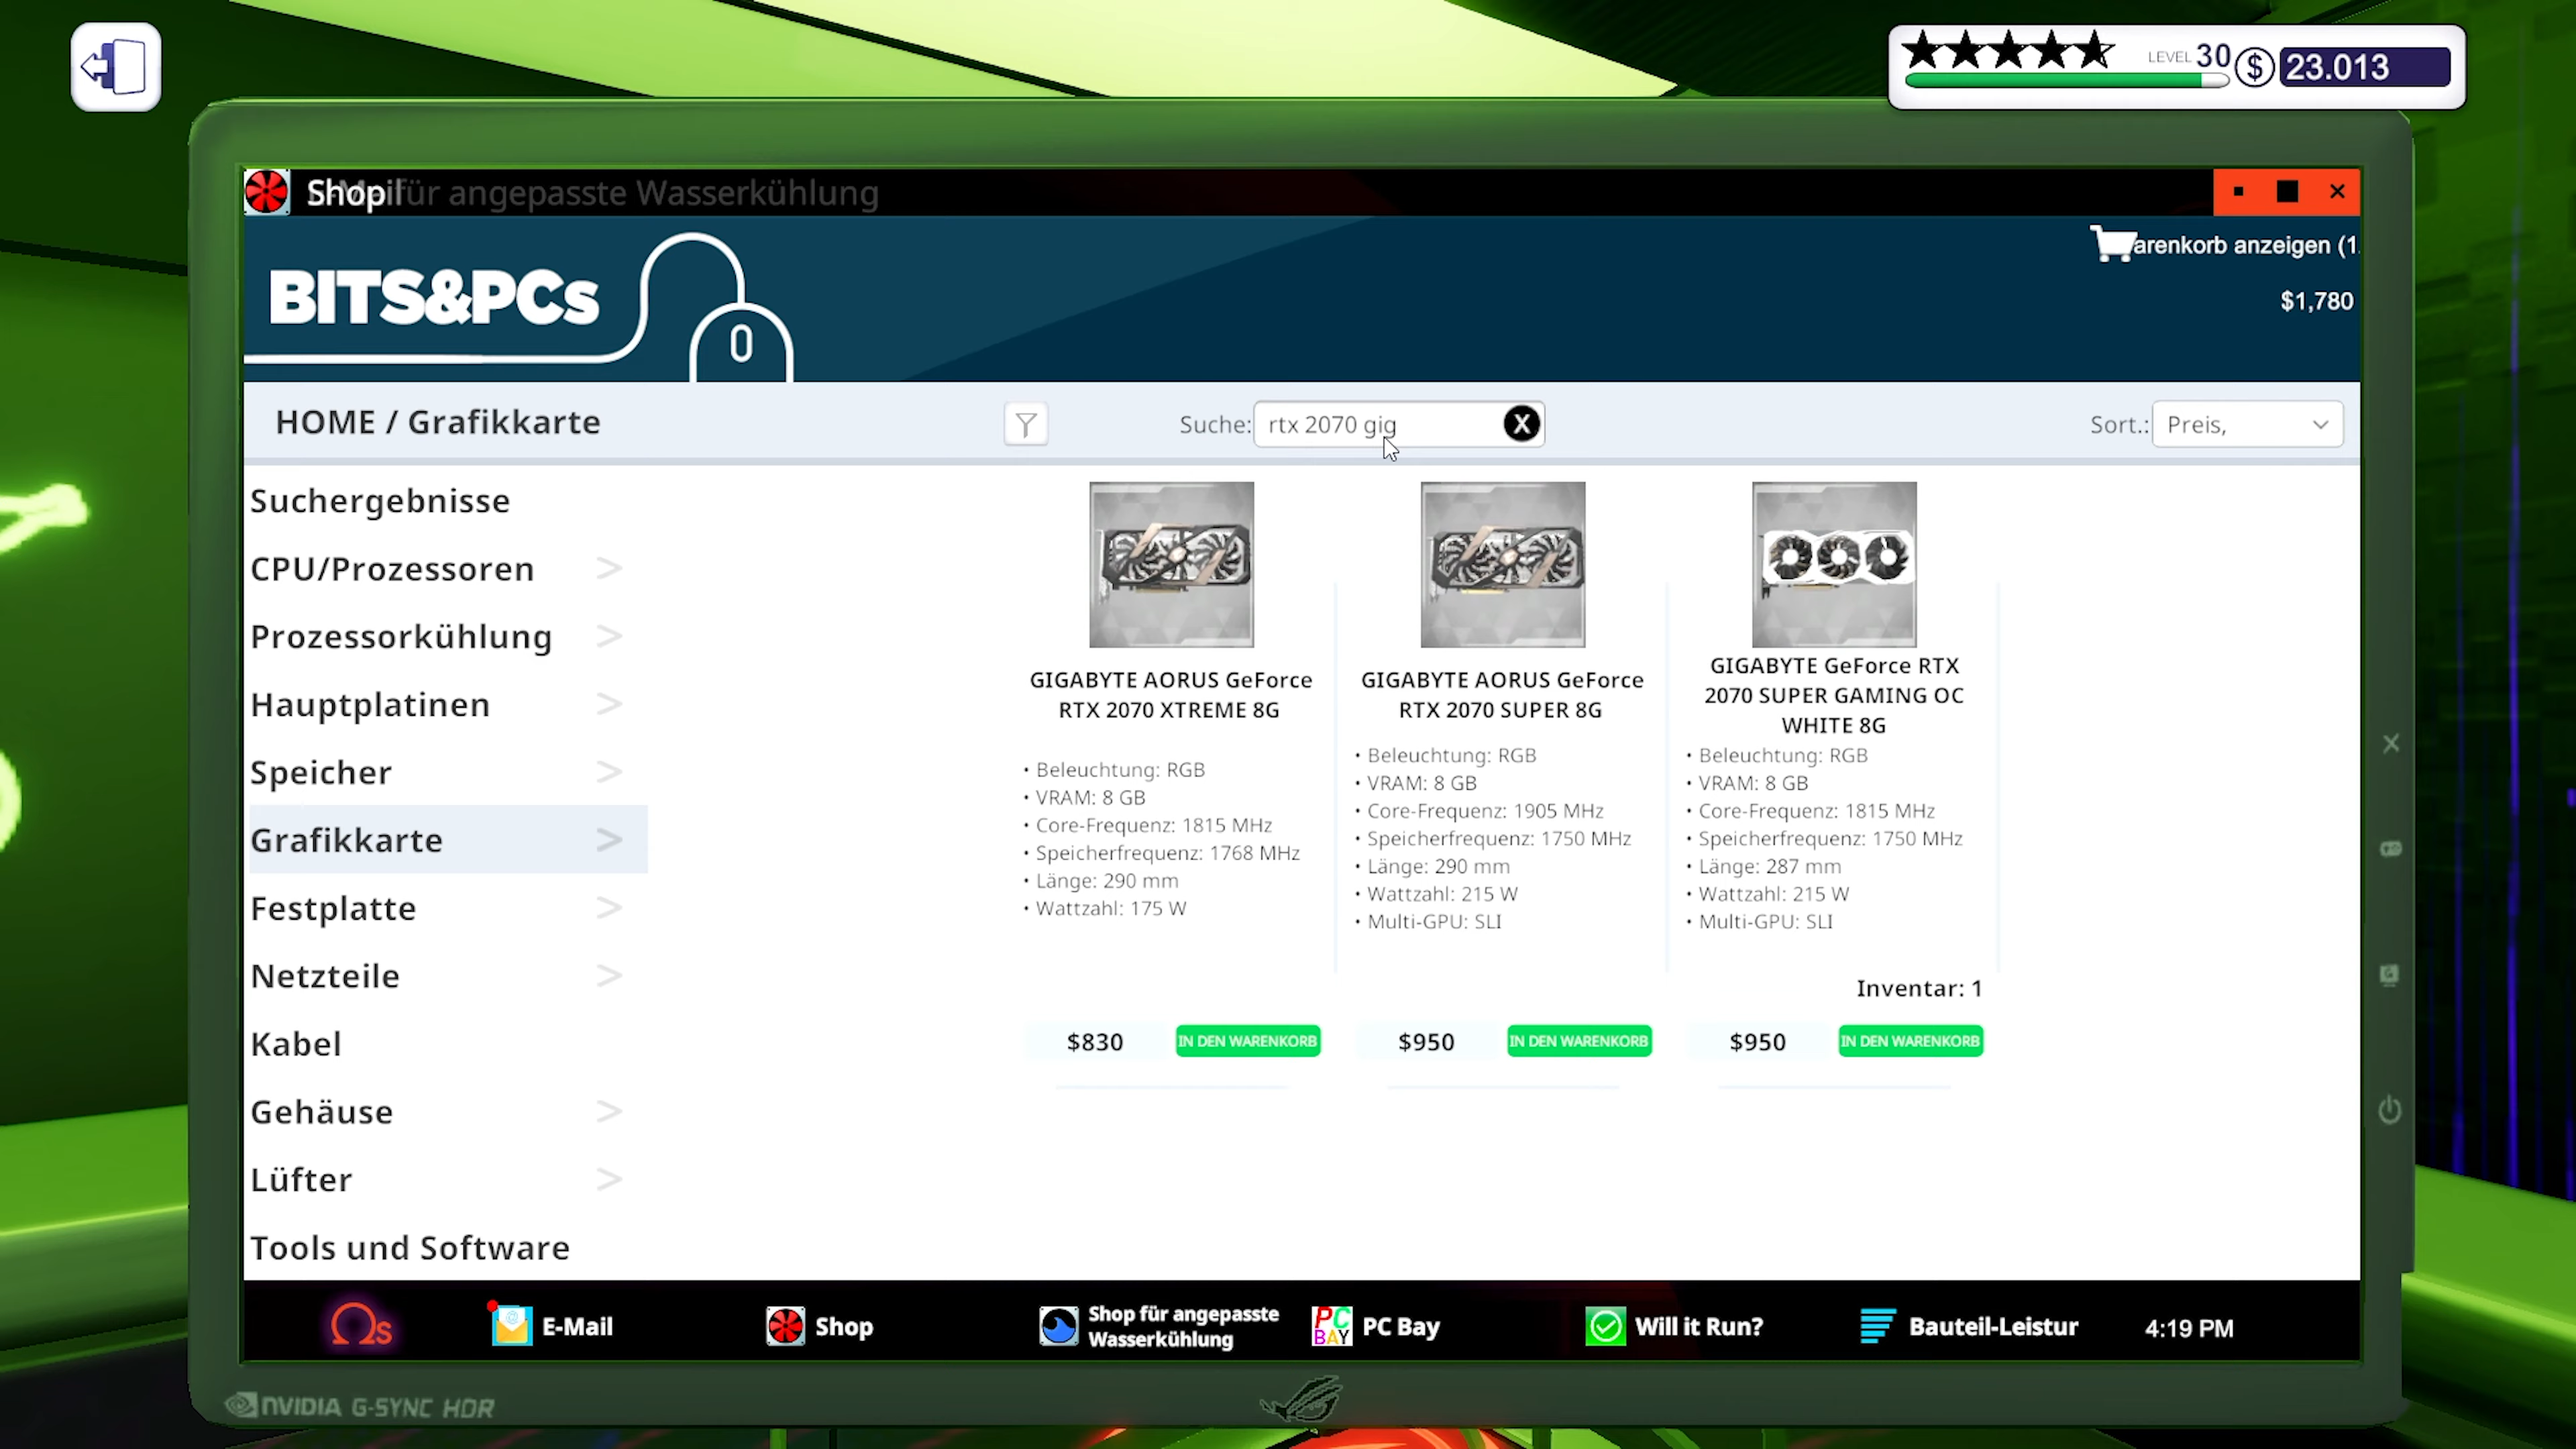 LEVEL 30 $ 23.013
Shop
für angepasste Wasserkühlung
BITS&PCs
arenkorb anzeigen (1.
$1,780
HOME / Grafikkarte
Suche: rtx 2070 gig X
Sort.: Preis,
Suchergebnisse
CPU/Prozessoren >
Prozessorkühlung >
Hauptplatinen >
Speicher >
Grafikkarte >
Festplatte >
Netzteile >
Kabel
Gehäuse >
Lüfter >
Tools und Software
GIGABYTE AORUS GeForce
RTX 2070 XTREME 8G
• Beleuchtung: RGB
• VRAM: 8 GB
• Core-Frequenz: 1815 MHz
• Speicherfrequenz: 1768 MHz
• Länge: 290 mm
• Wattzahl: 175 W
$830 IN DEN WARENKORB
GIGABYTE AORUS GeForce
RTX 2070 SUPER 8G
• Beleuchtung: RGB
• VRAM: 8 GB
• Core-Frequenz: 1905 MHz
• Speicherfrequenz: 1750 MHz
• Länge: 290 mm
• Wattzahl: 215 W
• Multi-GPU: SLI
$950 IN DEN WARENKORB
GIGABYTE GeForce RTX
2070 SUPER GAMING OC
WHITE 8G
• Beleuchtung: RGB
• VRAM: 8 GB
• Core-Frequenz: 1815 MHz
• Speicherfrequenz: 1750 MHz
• Länge: 287 mm
• Wattzahl: 215 W
• Multi-GPU: SLI
Inventar: 1
$950 IN DEN WARENKORB
Ωs
E-Mail
Shop
Shop für angepasste
Wasserkühlung
PC
BAY
PC Bay
Will it Run?
Bauteil-Leistur
4:19 PM
NVIDIA G-SYNC HDR